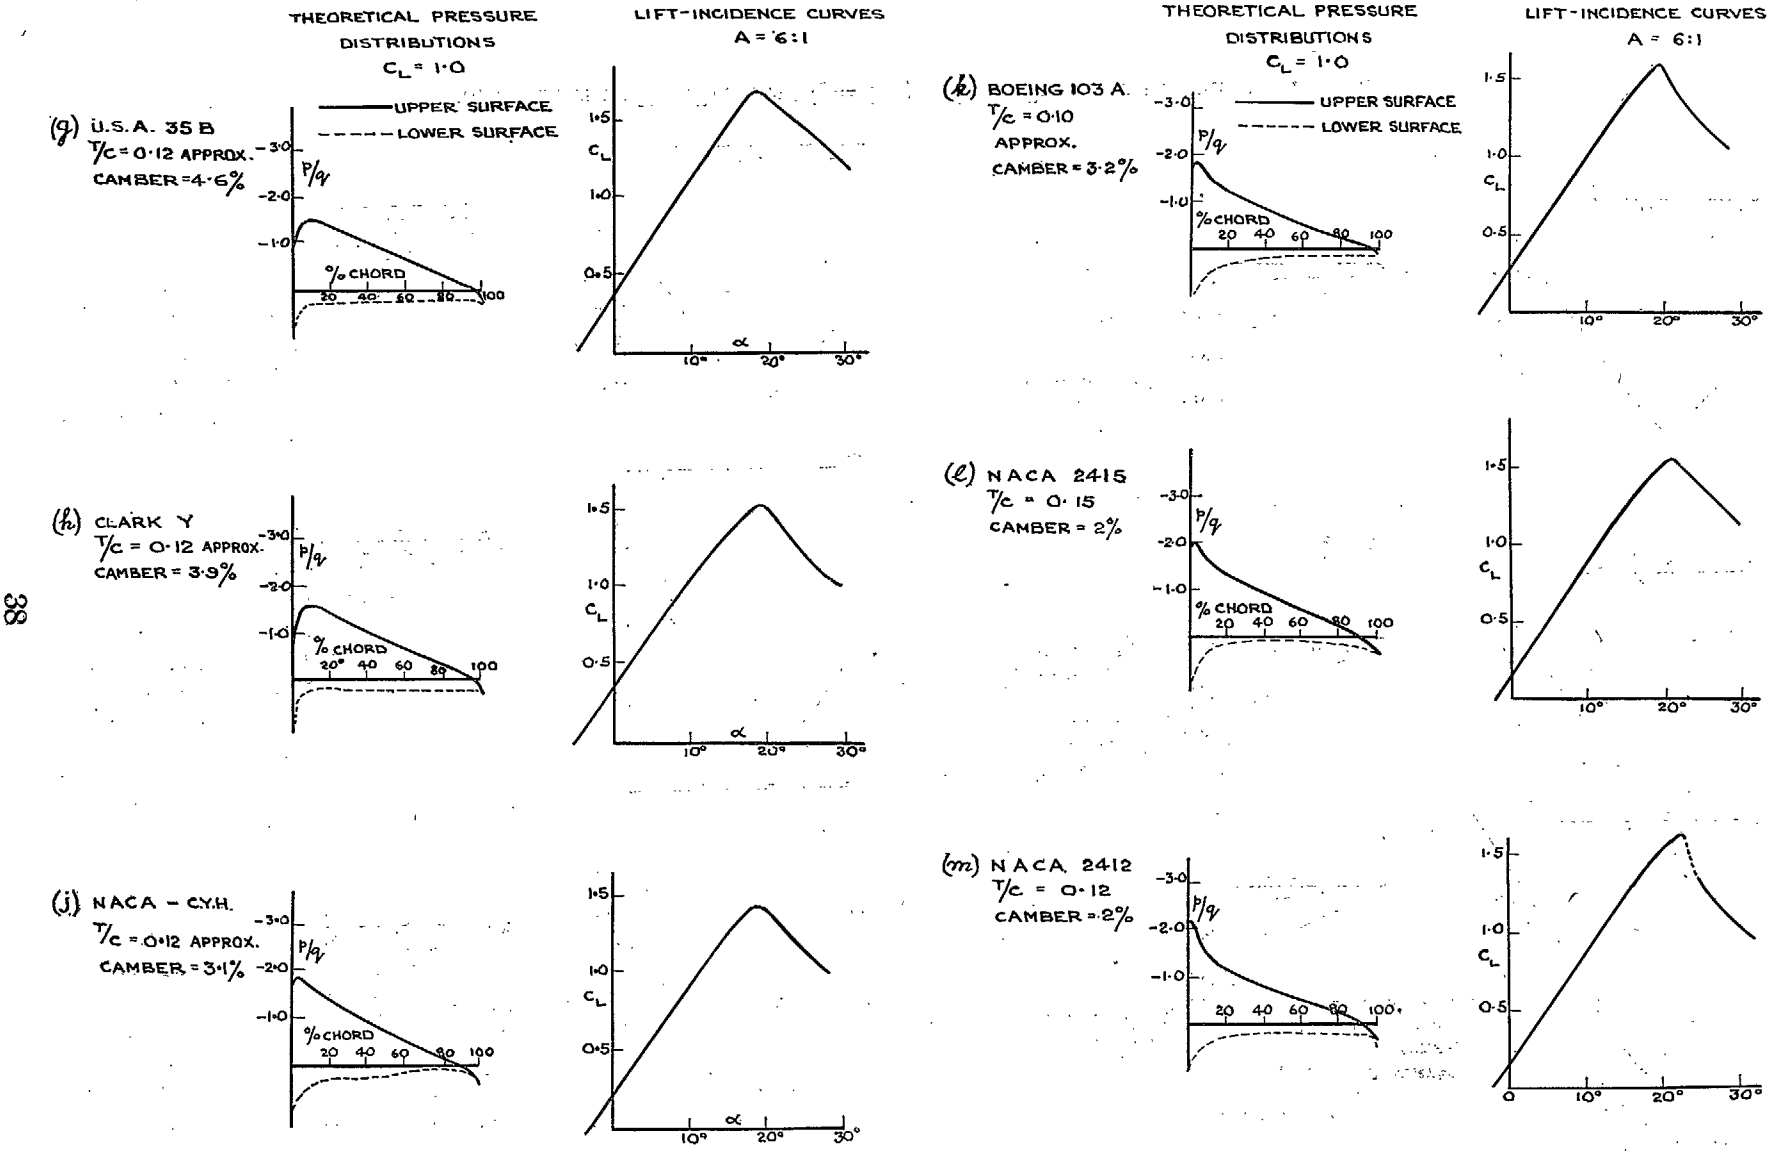 THEORETICAL PRESSURE
DISTRIBUTIONS
CL = 1·0
LIFT-INCIDENCE CURVES
A = 6:1
UPPER SURFACE
LOWER SURFACE
(g) U.S.A. 35 B
T/c = 0·12 APPROX.
CAMBER = 4·6%
-3·0
p/q
-2·0
-1·0
% CHORD
20 40 60 80 100
1·5
CL
1·0
0·5
α
10° 20° 30°
(h) CLARK Y
T/c = 0·12 APPROX.
CAMBER = 3·9%
-3·0
p/q
-2·0
-1·0
% CHORD
20° 40 60 80 100
1·5
1·0
CL
0·5
α
10° 20° 30°
38
(j) NACA - C.Y.H.
T/c = 0·12 APPROX.
CAMBER = 3·1%
-3·0
p/q
-2·0
-1·0
% CHORD
20 40 60 80 100
1·5
1·0
CL
0·5
α
10° 20° 30°
THEORETICAL PRESSURE
DISTRIBUTIONS
CL = 1·0
LIFT-INCIDENCE CURVES
A = 6:1
UPPER SURFACE
LOWER SURFACE
(k) BOEING 103 A.
T/c = 0·10
APPROX.
CAMBER = 3·2%
-3·0
p/q
-2·0
-1·0
% CHORD
20 40 60 80 100
1·5
1·0
CL
0·5
10° 20° 30°
(l) NACA 2415
T/c = 0·15
CAMBER = 2%
-3·0
p/q
-2·0
-1·0
% CHORD
20 40 60 80 100
1·5
1·0
CL
0·5
10° 20° 30°
(m) NACA 2412
T/c = 0·12
CAMBER = 2%
-3·0
p/q
-2·0
-1·0
20 40 60 80 100
1·5
1·0
CL
0·5
0 10° 20° 30°